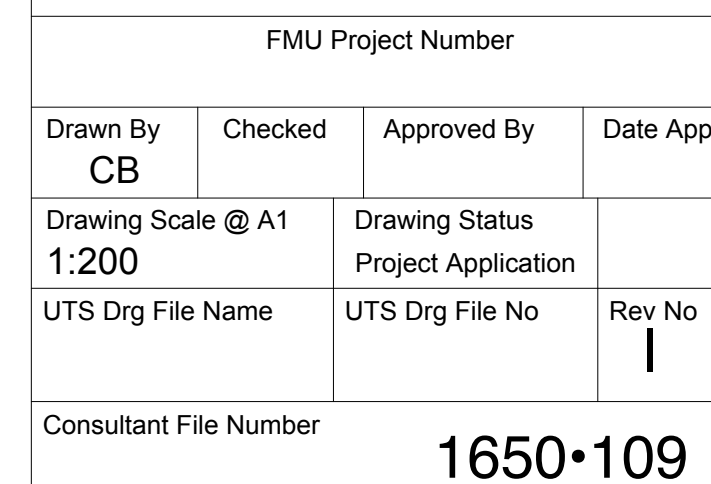 FMU Project Number
Drawn By Checked Approved By Date App
CB
Drawing Scale @ A1 Drawing Status
1:200 Project Application
UTS Drg File Name UTS Drg File No Rev No
I
Consultant File Number
1650•109